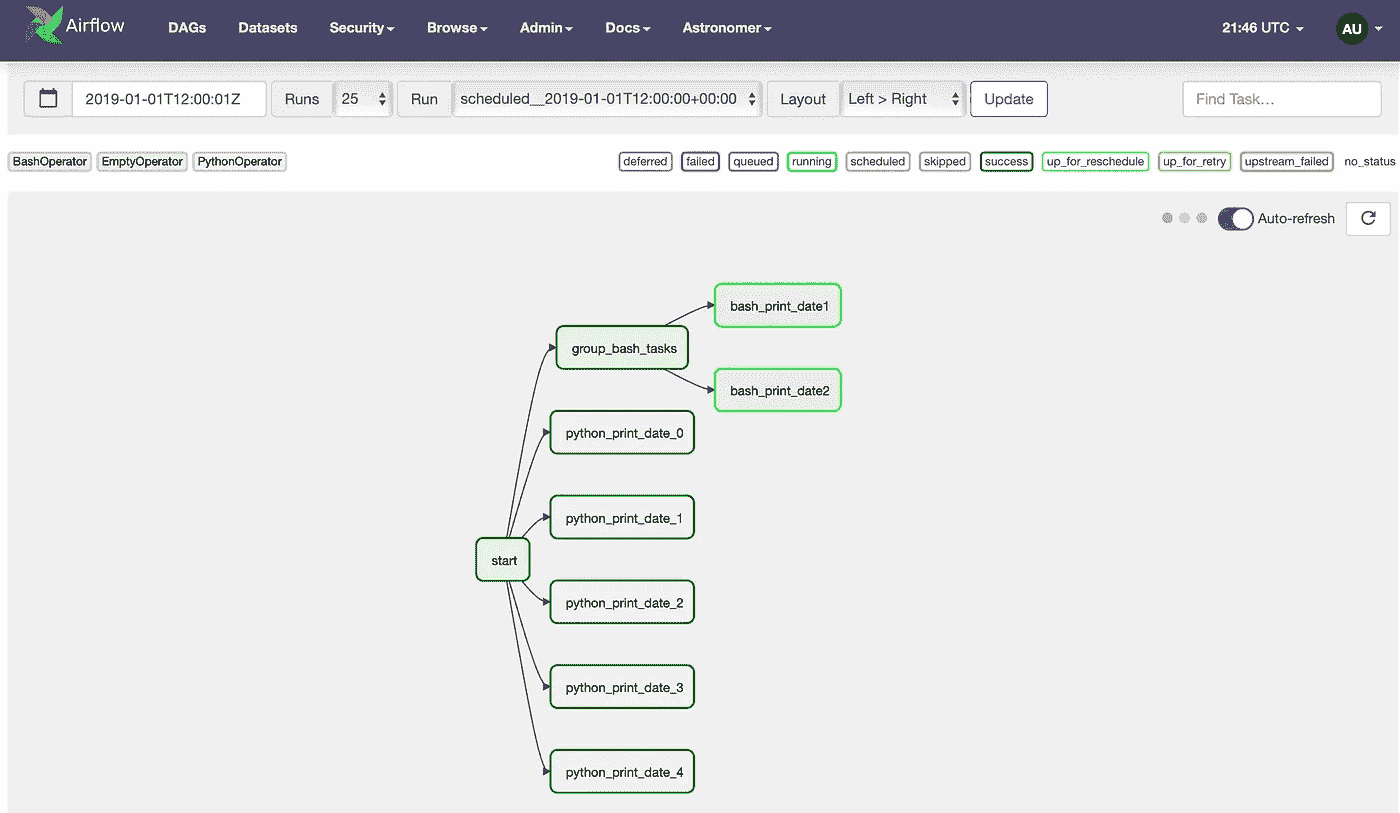 Airflow DAGs Datasets Security Browse Admin Docs Astronomer 21:46 UTC AU
2019-01-01T12:00:01Z Runs 25 Run scheduled__2019-01-01T12:00:00+00:00 Layout Left > Right Update Find Task...
BashOperator EmptyOperator PythonOperator deferred failed queued running scheduled skipped success up_for_reschedule up_for_retry upstream_failed no_status
Auto-refresh
bash_print_date1
group_bash_tasks
bash_print_date2
python_print_date_0
python_print_date_1
start
python_print_date_2
python_print_date_3
python_print_date_4